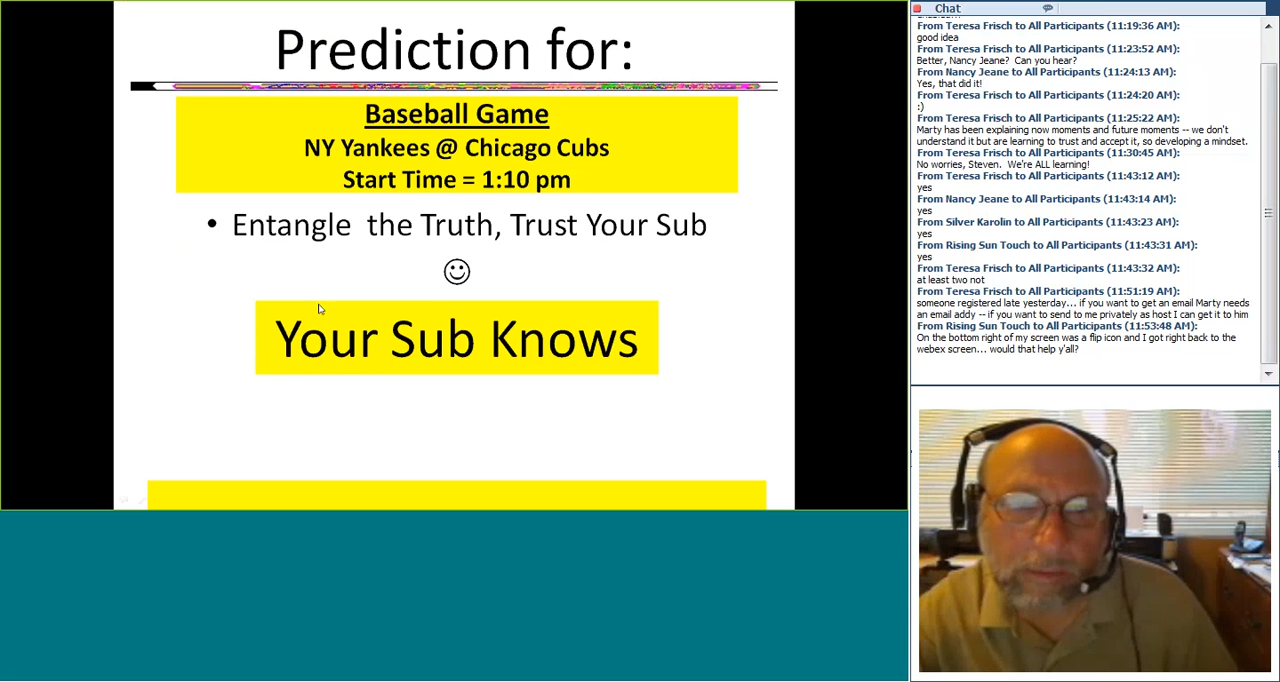 Prediction for:
Baseball Game
NY Yankees @ Chicago Cubs
Start Time = 1:10 pm
• Entangle the Truth, Trust Your Sub
☺
Your Sub Knows
Chat
From Teresa Frisch to All Participants (11:19:36 AM):
good idea
From Teresa Frisch to All Participants (11:23:52 AM):
Better, Nancy Jeane? Can you hear?
From Nancy Jeane to All Participants (11:24:13 AM):
Yes, that did it!
From Teresa Frisch to All Participants (11:24:20 AM):
:)
From Teresa Frisch to All Participants (11:25:22 AM):
Marty has been explaining now moments and future moments -- we don't
understand it but are learning to trust and accept it, so developing a mindset.
From Teresa Frisch to All Participants (11:30:45 AM):
No worries, Steven. We're ALL learning!
From Teresa Frisch to All Participants (11:43:12 AM):
yes
From Nancy Jeane to All Participants (11:43:14 AM):
yes
From Silver Karolin to All Participants (11:43:23 AM):
yes
From Rising Sun Touch to All Participants (11:43:31 AM):
yes
From Teresa Frisch to All Participants (11:43:32 AM):
at least two not
From Teresa Frisch to All Participants (11:51:19 AM):
someone registered late yesterday... if you want to get an email Marty needs
an email addy -- if you want to send to me privately as host I can get it to him
From Rising Sun Touch to All Participants (11:53:48 AM):
On the bottom right of my screen was a flip icon and I got right back to the
webex screen... would that help y'all?